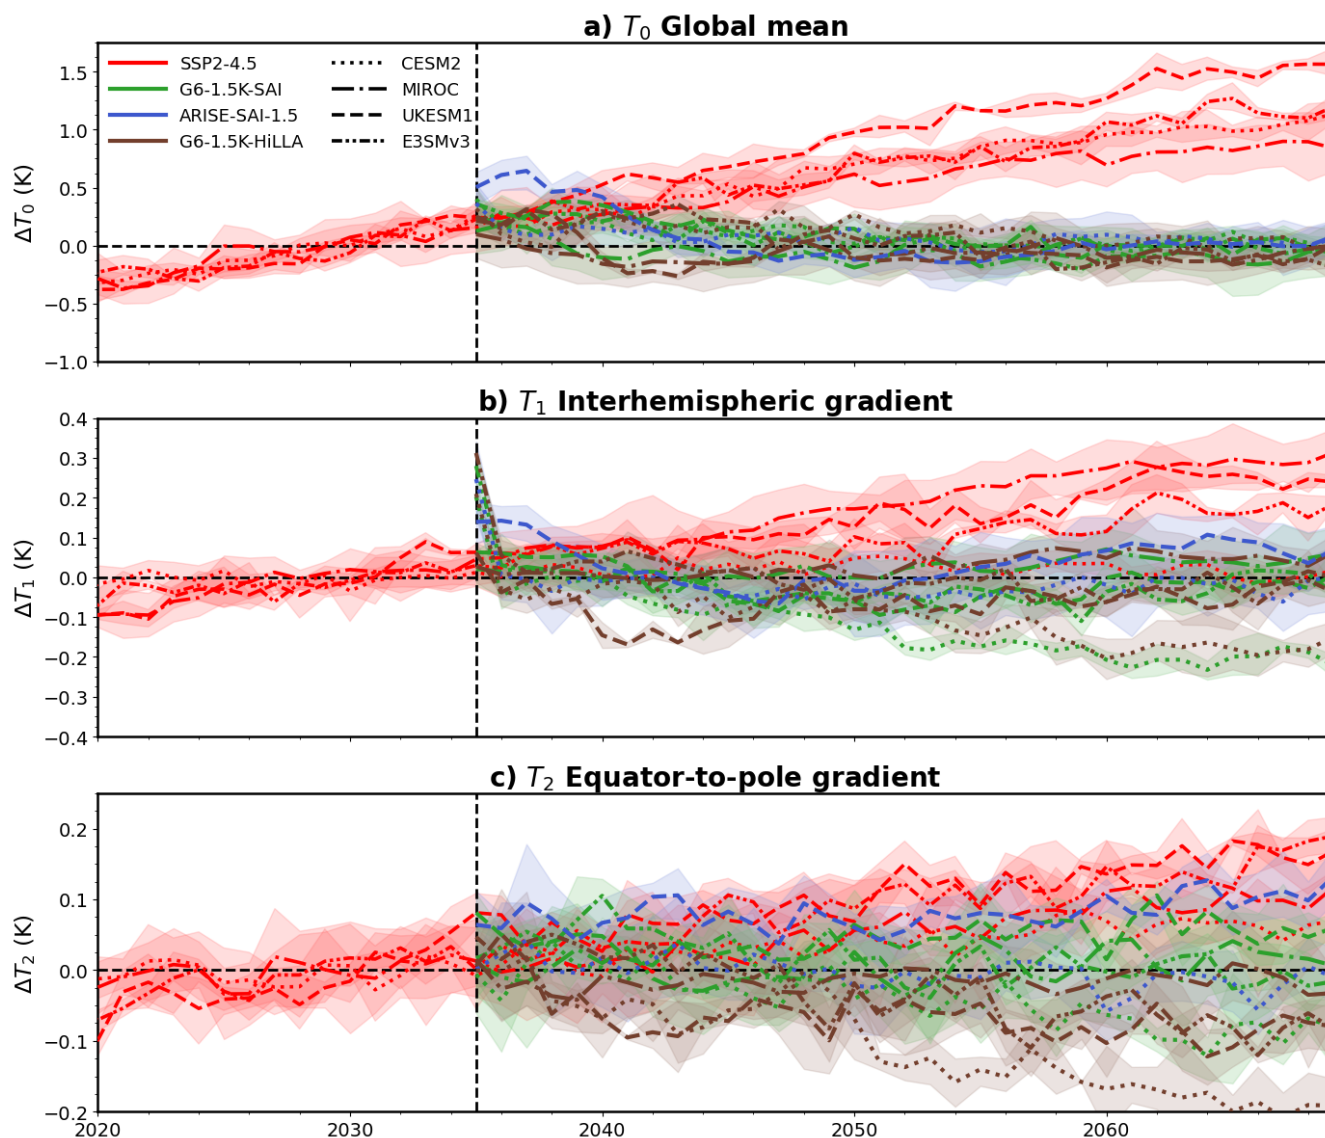 a) T0 Global mean
SSP2-4.5
G6-1.5K-SAI
ARISE-SAI-1.5
G6-1.5K-HiLLA
CESM2
MIROC
UKESM1
E3SMv3
ΔT0 (K)
1.5
1.0
0.5
0.0
−0.5
−1.0
b) T1 Interhemispheric gradient
ΔT1 (K)
0.4
0.3
0.2
0.1
0.0
−0.1
−0.2
−0.3
−0.4
c) T2 Equator-to-pole gradient
ΔT2 (K)
0.2
0.1
0.0
−0.1
−0.2
2020 2030 2040 2050 2060